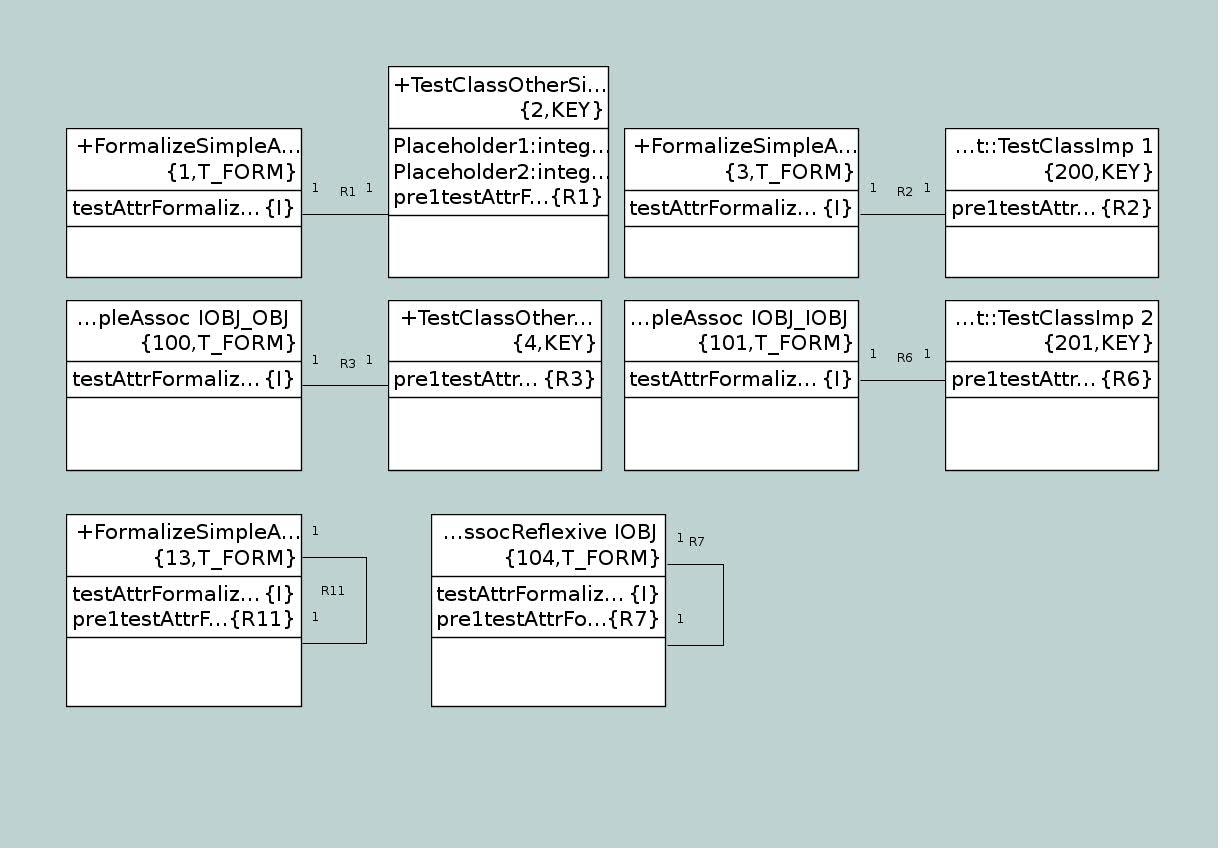 +FormalizeSimpleA...
{1,T_FORM}
testAttrFormaliz... {I}
1 R1 1
+TestClassOtherSi...
{2,KEY}
Placeholder1:integ...
Placeholder2:integ...
pre1testAttrF...{R1}
+FormalizeSimpleA...
{3,T_FORM}
testAttrFormaliz... {I}
1 R2 1
...t::TestClassImp 1
{200,KEY}
pre1testAttr... {R2}
...pleAssoc IOBJ_OBJ
{100,T_FORM}
testAttrFormaliz... {I}
1 R3 1
+TestClassOther...
{4,KEY}
pre1testAttr... {R3}
...pleAssoc IOBJ_IOBJ
{101,T_FORM}
testAttrFormaliz... {I}
1 R6 1
...t::TestClassImp 2
{201,KEY}
pre1testAttr... {R6}
+FormalizeSimpleA...
{13,T_FORM}
testAttrFormaliz... {I}
pre1testAttrF...{R11}
1
R11
1
...ssocReflexive IOBJ
{104,T_FORM}
testAttrFormaliz... {I}
pre1testAttrFo...{R7}
1 R7
1